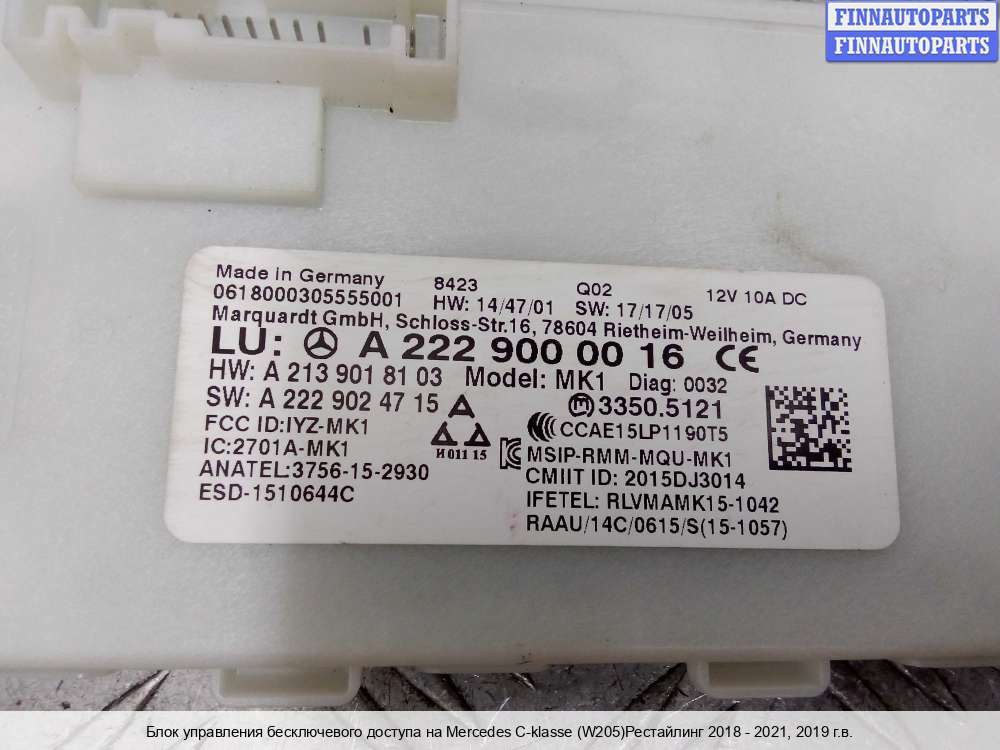 FINNAUTOPARTS
FINNAUTOPARTS
Made in Germany 8423 Q02 12V 10A DC
0618000305555001 HW: 14/47/01 SW: 17/17/05
Marquardt GmbH, Schloss-Str.16, 78604 Rietheim-Weilheim, Germany
LU: A 222 900 00 16 CE
HW: A 213 901 81 03 Model: MK1 Diag: 0032
SW: A 222 902 47 15 3350.5121
FCC ID:IYZ-MK1 CCAE15LP1190T5
H 011 15
IC:2701A-MK1 MSIP-RMM-MQU-MK1
ANATEL:3756-15-2930 CMIIT ID: 2015DJ3014
ESD-1510644C IFETEL: RLVMAMK15-1042
RAAU/14C/0615/S(15-1057)
Блок управления бесключевого доступа на Mercedes C-klasse (W205)Рестайлинг 2018 - 2021, 2019 г.в.